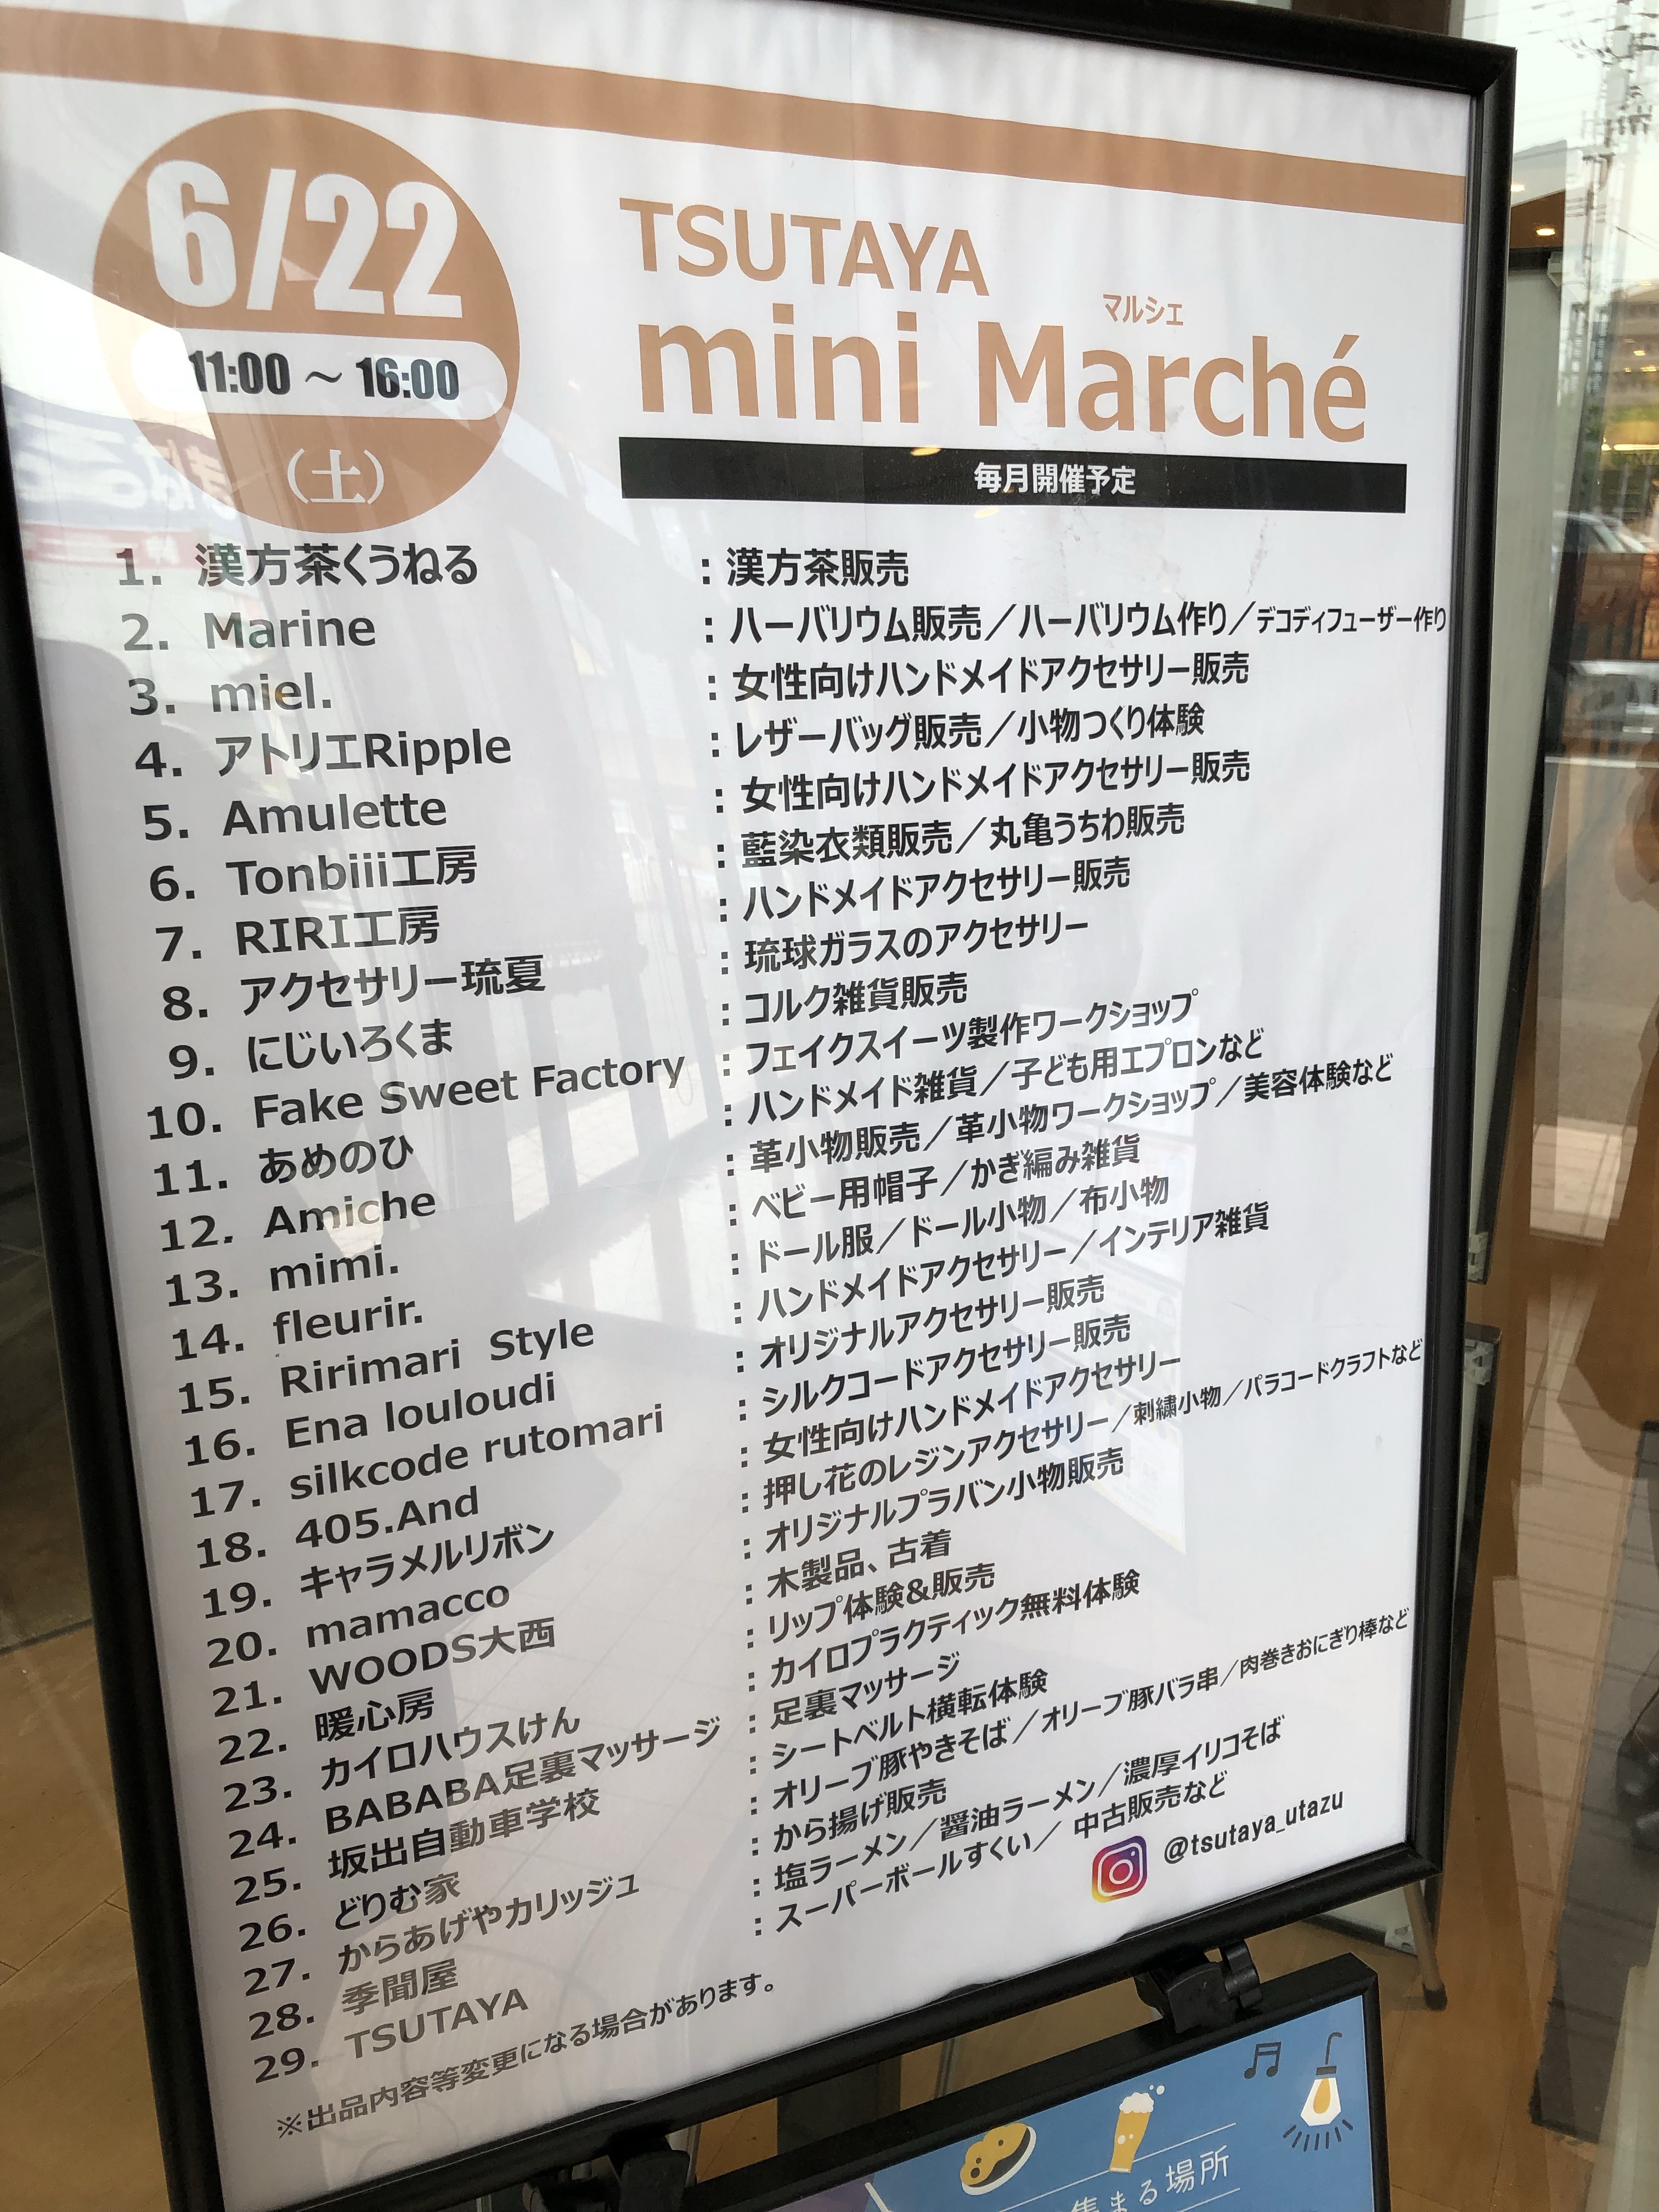 6/22
11:00 ～ 16:00
(土)
TSUTAYA
マルシェ
mini Marché
毎月開催予定
1. 漢方茶くうねる : 漢方茶販売
2. Marine : ハーバリウム販売／ハーバリウム作り／デコディフューザー作り
3. miel. : 女性向けハンドメイドアクセサリー販売
4. アトリエRipple : レザーバッグ販売／小物つくり体験
5. Amulette : 女性向けハンドメイドアクセサリー販売
6. Tonbiii工房 : 藍染衣類販売／丸亀うちわ販売
7. RIRI工房 : ハンドメイドアクセサリー販売
8. アクセサリー琉夏 : 琉球ガラスのアクセサリー
9. にじいろくま : コルク雑貨販売
10. Fake Sweet Factory : フェイクスイーツ製作ワークショップ
11. あめのひ : ハンドメイド雑貨／子ども用エプロンなど
12. Amiche : 革小物販売／革小物ワークショップ／美容体験など
13. mimi. : ベビー用帽子／かぎ編み雑貨
14. fleurir. : ドール服／ドール小物／布小物
15. Ririmari Style : ハンドメイドアクセサリー／インテリア雑貨
16. Ena louloudi : オリジナルアクセサリー販売
17. silkcode rutomari : シルクコードアクセサリー販売
18. 405.And : 女性向けハンドメイドアクセサリー
19. キャラメルリボン : 押し花のレジンアクセサリー／刺繍小物／パラコードクラフトなど
20. mamacco : オリジナルプラバン小物販売
21. WOODS大西 : 木製品、古着
22. 暖心房 : リップ体験&販売
23. カイロハウスけん : カイロプラクティック無料体験
24. BABABA足裏マッサージ : 足裏マッサージ
25. 坂出自動車学校 : シートベルト横転体験
26. どりむ家 : オリーブ豚やきそば／オリーブ豚バラ串／肉巻きおにぎり棒など
27. からあげやカリッジュ : から揚げ販売
28. 季聞屋 : 塩ラーメン／醤油ラーメン／濃厚イリコそば
29. TSUTAYA : スーパーボールすくい／ 中古販売など
@tsutaya_utazu
※出品内容等変更になる場合があります。
集まる場所